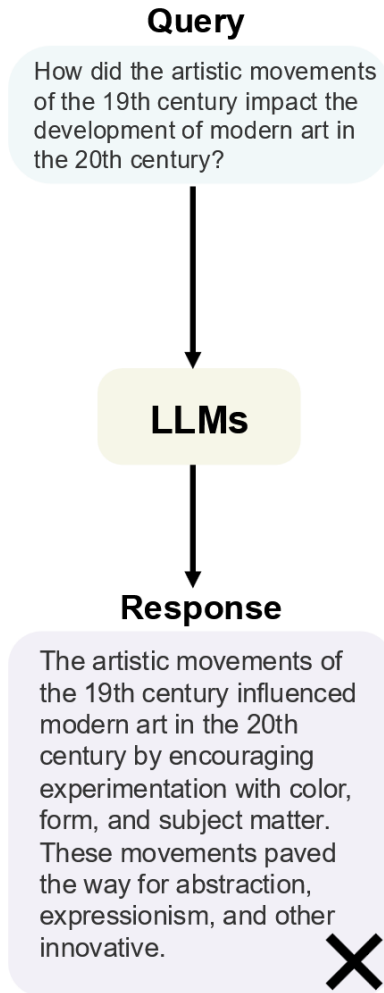 Query
How did the artistic movements
of the 19th century impact the
development of modern art in
the 20th century?
LLMs
Response
The artistic movements of
the 19th century influenced
modern art in the 20th
century by encouraging
experimentation with color,
form, and subject matter.
These movements paved
the way for abstraction,
expressionism, and other
innovative.